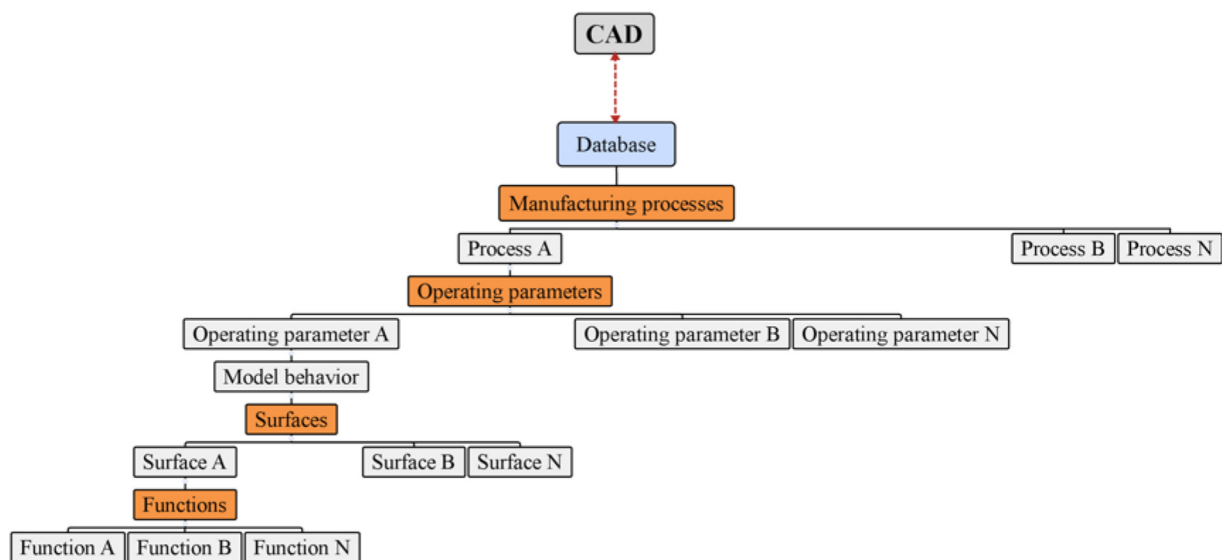 CAD
Database
Manufacturing processes
Process A
Process B
Process N
Operating parameters
Operating parameter A
Operating parameter B
Operating parameter N
Model behavior
Surfaces
Surface A
Surface B
Surface N
Functions
Function A
Function B
Function N